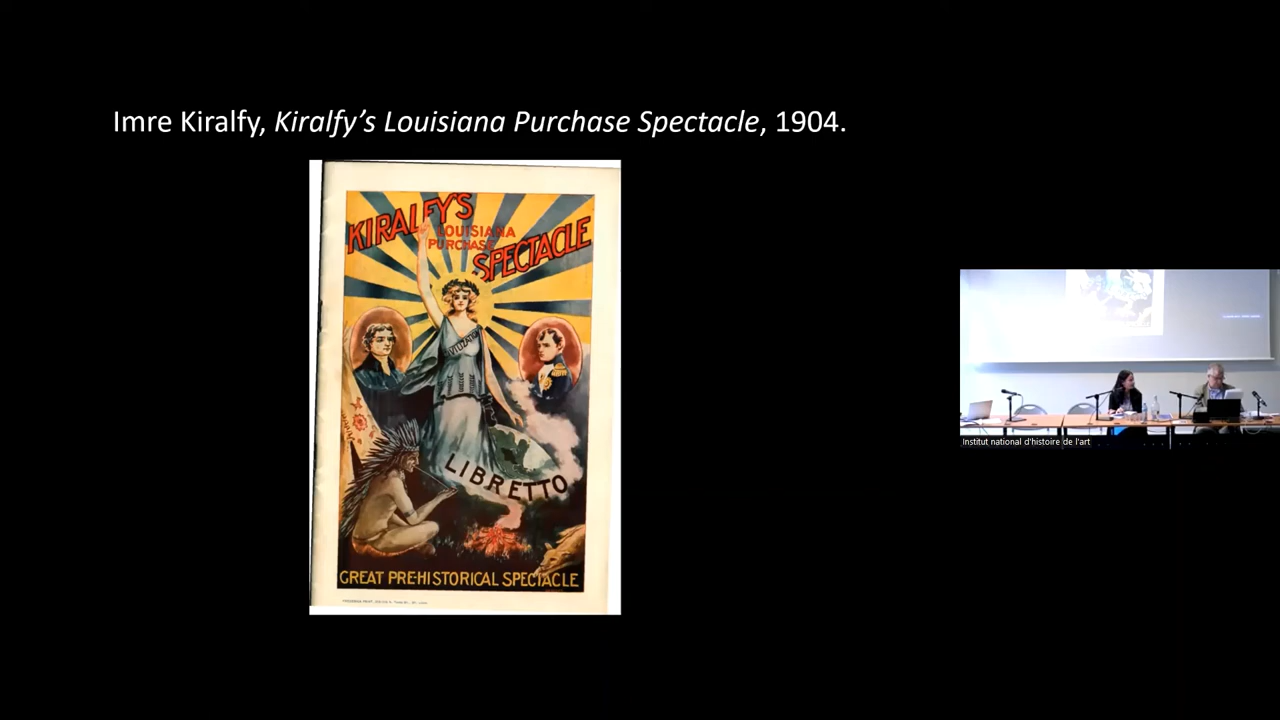 Imre Kiralfy, Kiralfy’s Louisiana Purchase Spectacle, 1904.
KIRALFY'S
LOUISIANA
PURCHASE
SPECTACLE
LIBRETTO
GREAT PRE-HISTORICAL SPECTACLE
Institut national d'histoire de l'art